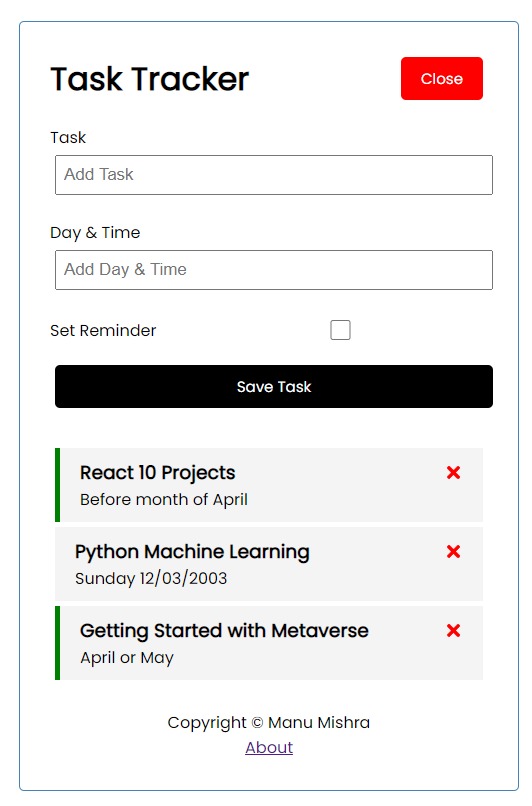 Task Tracker
Close
Task
Add Task
Day & Time
Add Day & Time
Set Reminder
Save Task
React 10 Projects
Before month of April
Python Machine Learning
Sunday 12/03/2003
Getting Started with Metaverse
April or May
Copyright © Manu Mishra
About